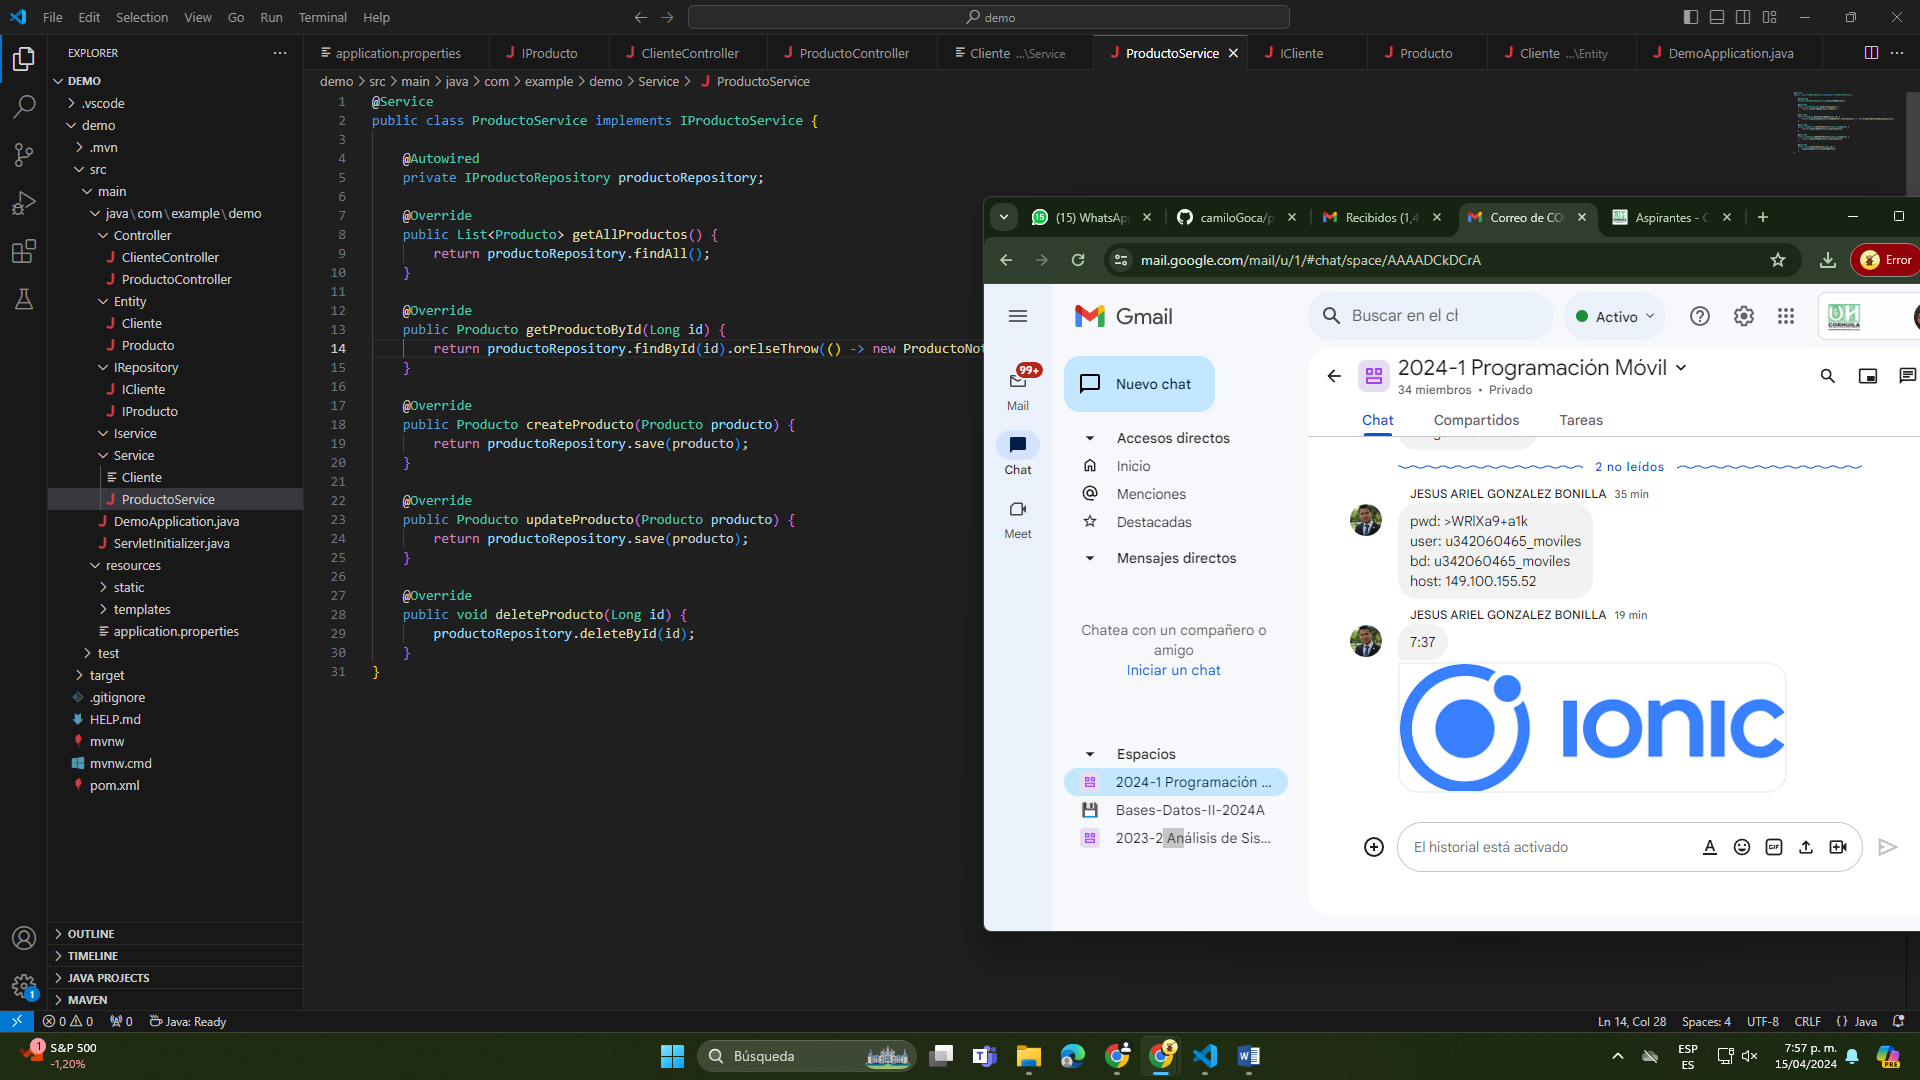 File Edit Selection View Go Run Terminal Help
demo
EXPLORER
DEMO
.vscode
demo
.mvn
src
main
java\com\example\demo
Controller
ClienteController
ProductoController
Entity
Cliente
Producto
IRepository
ICliente
IProducto
Iservice
Service
Cliente
ProductoService
DemoApplication.java
ServletInitializer.java
resources
static
templates
application.properties
test
target
.gitignore
HELP.md
mvnw
mvnw.cmd
pom.xml
OUTLINE
TIMELINE
JAVA PROJECTS
MAVEN
application.properties IProducto ClienteController ProductoController Cliente ...\Service ProductoService ICliente Producto Cliente ...\Entity DemoApplication.java
demo > src > main > java > com > example > demo > Service > ProductoService
1 @Service
2 public class ProductoService implements IProductoService {
3
4 @Autowired
5 private IProductoRepository productoRepository;
6
7 @Override
8 public List<Producto> getAllProductos() {
9 return productoRepository.findAll();
10 }
11
12 @Override
13 public Producto getProductoById(Long id) {
14 return productoRepository.findById(id).orElseThrow(() -> new ProductoNot
15 }
16
17 @Override
18 public Producto createProducto(Producto producto) {
19 return productoRepository.save(producto);
20 }
21
22 @Override
23 public Producto updateProducto(Producto producto) {
24 return productoRepository.save(producto);
25 }
26
27 @Override
28 public void deleteProducto(Long id) {
29 productoRepository.deleteById(id);
30 }
31 }
(15) WhatsAp camiloGoca/p Recibidos (1,4 Correo de CO Aspirantes - C
mail.google.com/mail/u/1/#chat/space/AAAADCkDCrA
Error
Gmail
Buscar en el ch
Activo
CORHUILA
99+
Mail
Chat
Meet
Nuevo chat
Accesos directos
Inicio
Menciones
Destacadas
Mensajes directos
Chatea con un compañero o
amigo
Iniciar un chat
Espacios
2024-1 Programación ...
Bases-Datos-II-2024A
2023-2 Análisis de Sis...
2024-1 Programación Móvil
34 miembros • Privado
Chat Compartidos Tareas
2 no leídos
JESUS ARIEL GONZALEZ BONILLA 35 min
pwd: >WRlXa9+a1k
user: u342060465_moviles
bd: u342060465_moviles
host: 149.100.155.52
JESUS ARIEL GONZALEZ BONILLA 19 min
7:37
IONIC
El historial está activado
GIF
1
0 0 0 Java: Ready
Ln 14, Col 28 Spaces: 4 UTF-8 CRLF {} Java
1
S&P 500
-1,20%
Búsqueda
ESP
ES
7:57 p. m.
15/04/2024
PRE